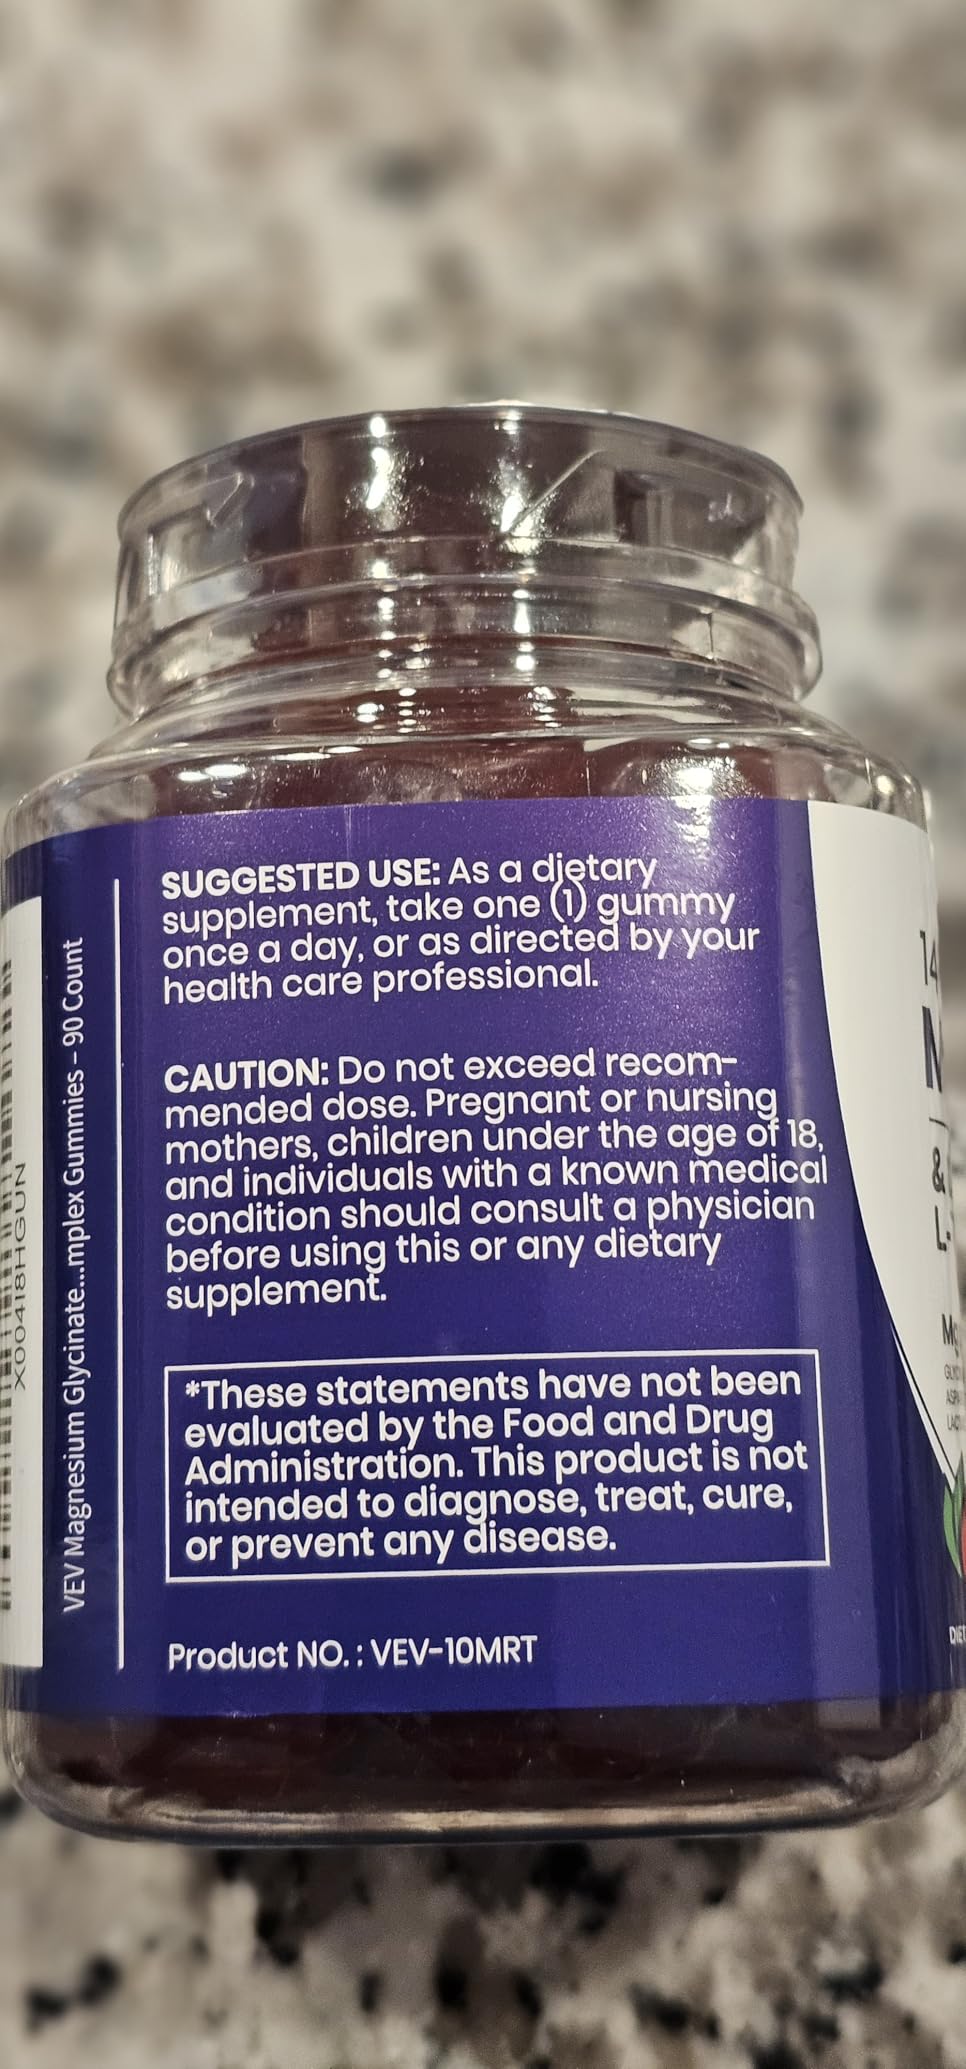 X00418HGUN
VEV Magnesium Glycinate...mplex Gummies - 90 Count
SUGGESTED USE: As a dietary
supplement, take one (1) gummy
once a day, or as directed by your
health care professional.
CAUTION: Do not exceed recom-
mended dose. Pregnant or nursing
mothers, children under the age of 18,
and individuals with a known medical
condition should consult a physician
before using this or any dietary
supplement.
*These statements have not been
evaluated by the Food and Drug
Administration. This product is not
intended to diagnose, treat, cure,
or prevent any disease.
Product NO. : VEV-10MRT
14
&
L-